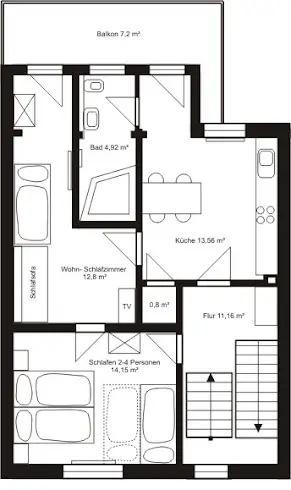 Balkon 7,2 m²
Bad 4,92 m²
Küche 13,56 m²
Schlafsofa
Wohn- Schlafzimmer
12,8 m²
TV
0,8 m²
Flur 11,16 m²
Schlafen 2-4 Personen
14,15 m²